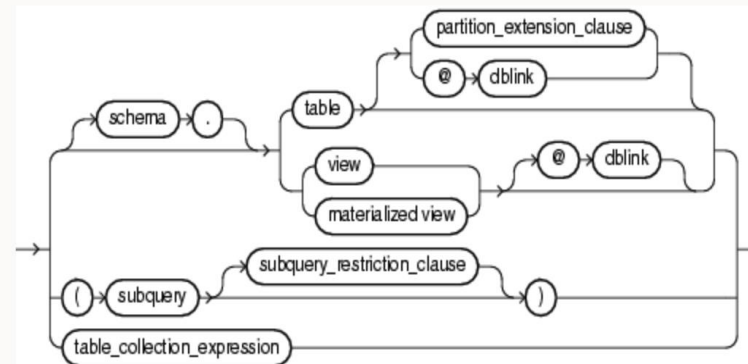 partition_extension_clause
@ dblink
schema . table
view @ dblink
materialized view
subquery_restriction_clause
( subquery )
table_collection_expression